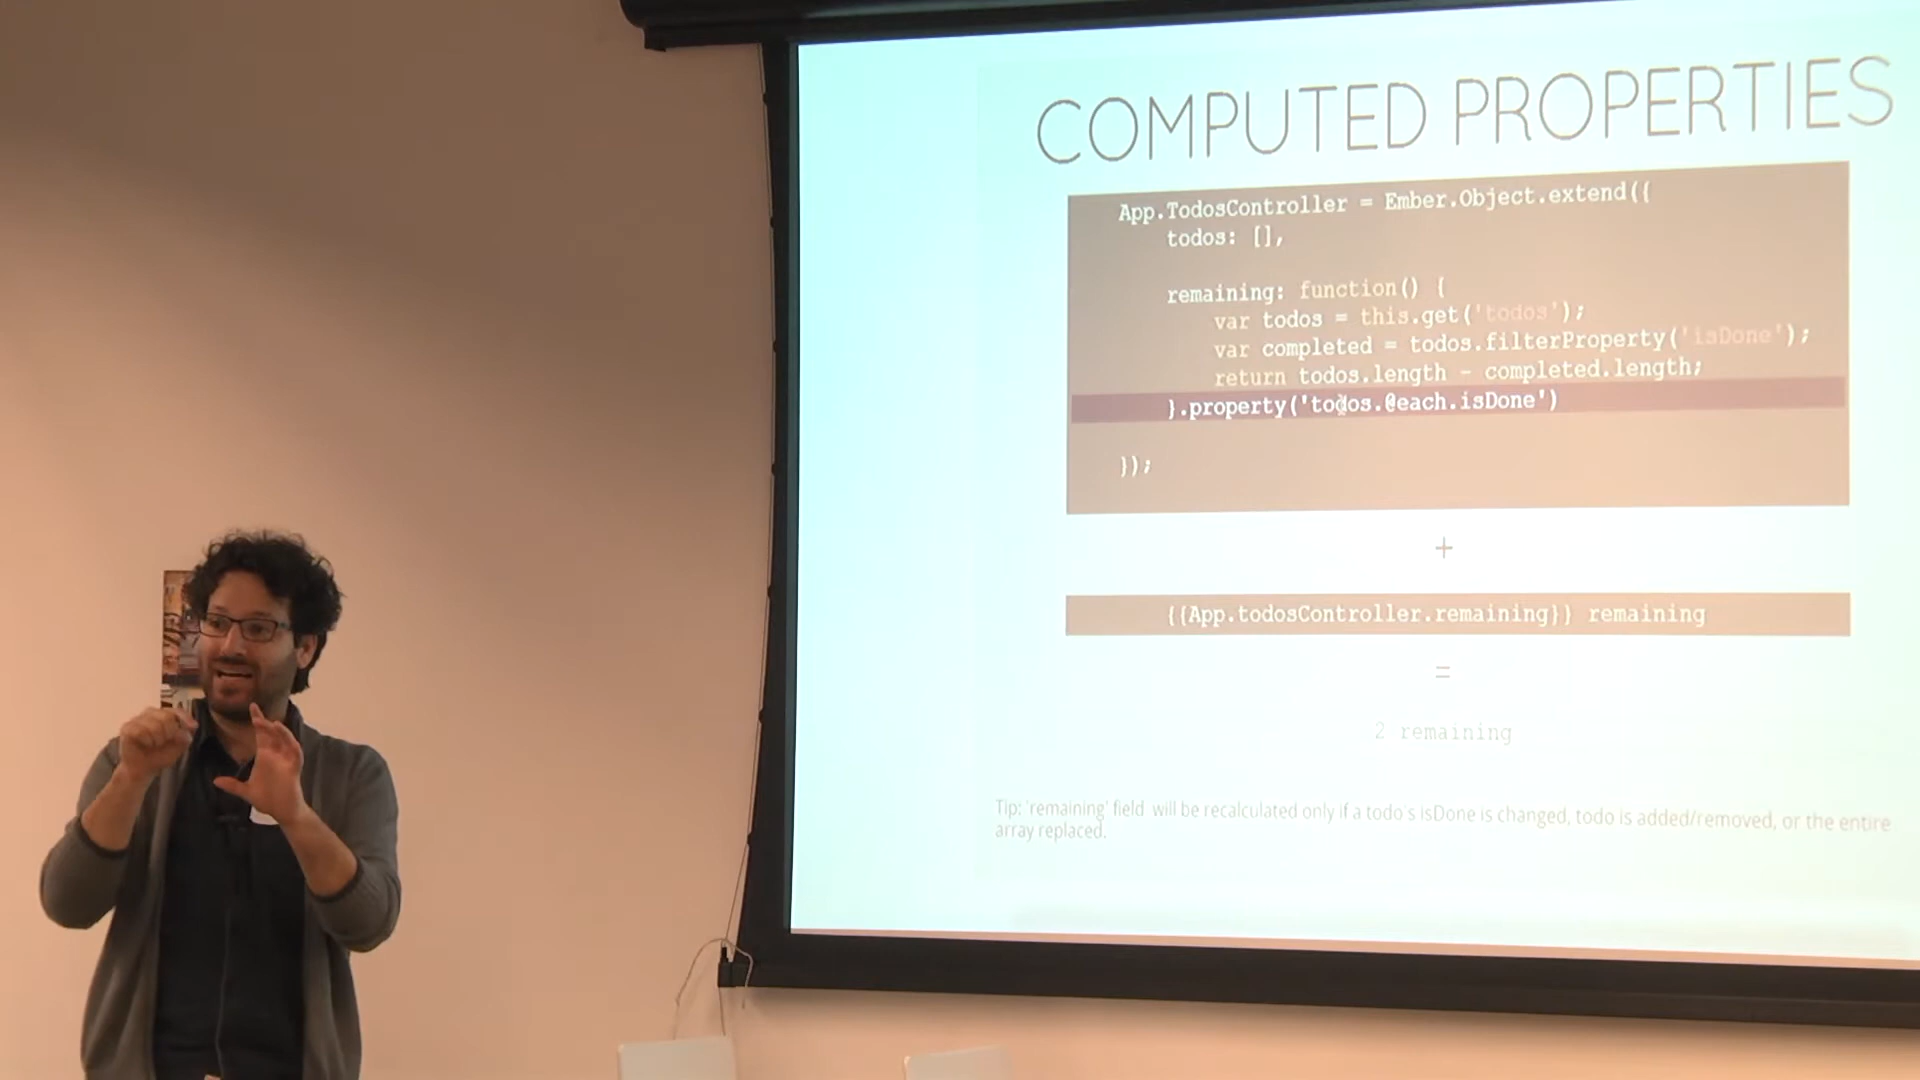 COMPUTED PROPERTIES
App.TodosController = Ember.Object.extend({
todos: [],
remaining: function() {
var todos = this.get('todos');
var completed = todos.filterProperty('isDone');
return todos.length - completed.length;
}.property('todos.@each.isDone')
});
+
{{App.todosController.remaining}} remaining
=
2 remaining
Tip: 'remaining' field will be recalculated only if a todo's isDone is changed, todo is added/removed, or the entire
array replaced.